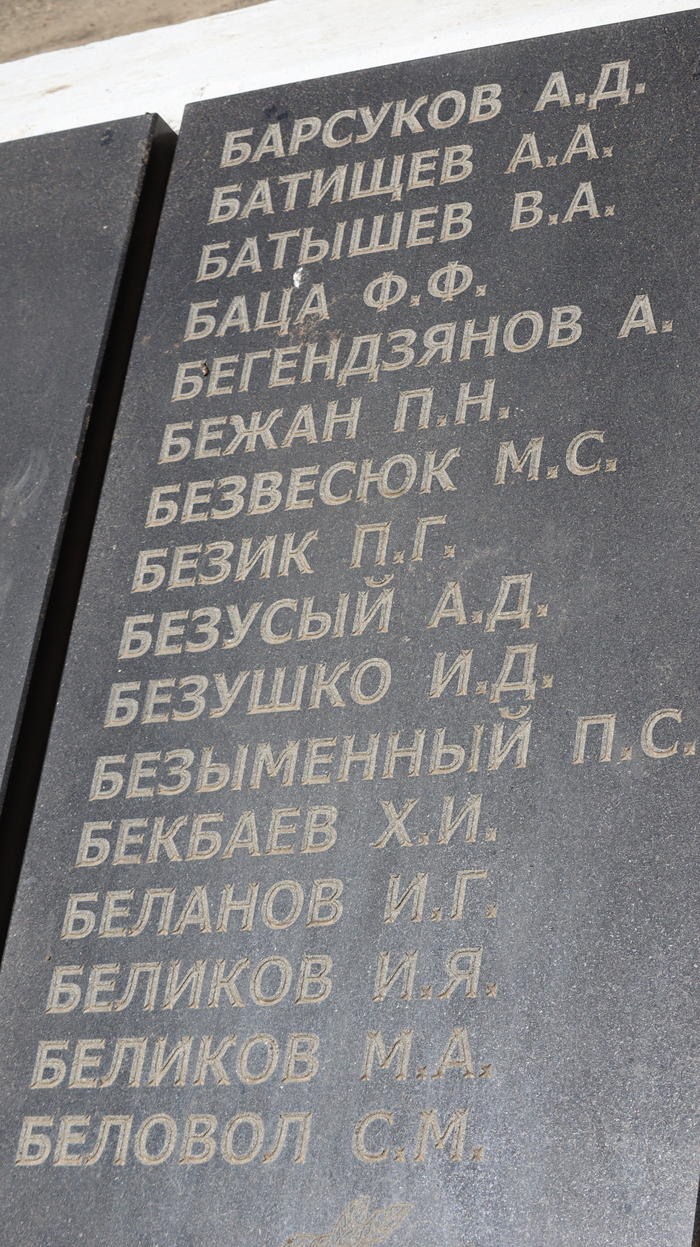 БАРСУКОВ А.Д.
БАТИЩЕВ А.А.
БАТЫШЕВ В.А.
БАЦА Ф.Ф.
БЕГЕНДЗЯНОВ А.
БЕЖАН П.Н.
БЕЗВЕСЮК М.С.
БЕЗИК П.Г.
БЕЗУСЫЙ А.Д.
БЕЗУШКО И.Д.
БЕЗЫМЕННЫЙ П.С.
БЕКБАЕВ Х.И.
БЕЛАНОВ И.Г.
БЕЛИКОВ И.Я.
БЕЛИКОВ М.А.
БЕЛОВОЛ С.М.